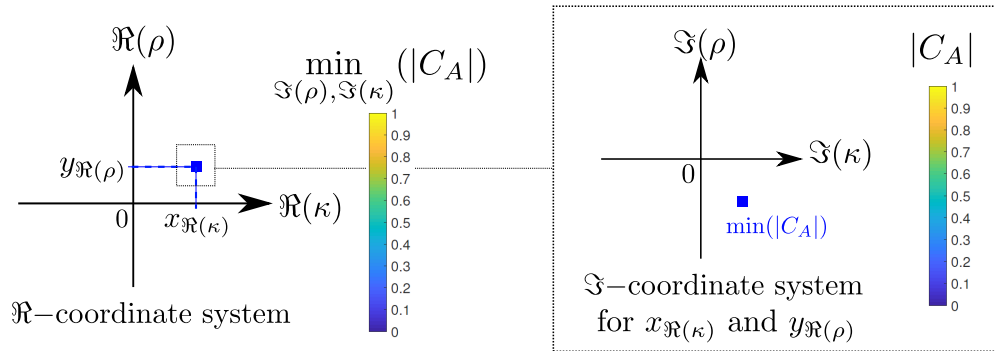 ℜ(ρ)
min (|C_A|)
ℑ(ρ),ℑ(κ)
1
0.9
0.8
0.7
0.6
0.5
0.4
0.3
0.2
0.1
0
y_ℜ(ρ)
0
x_ℜ(κ)
ℜ(κ)
ℜ−coordinate system
ℑ(ρ)
|C_A|
1
0.9
0.8
0.7
0.6
0.5
0.4
0.3
0.2
0.1
0
ℑ(κ)
0
min(|C_A|)
ℑ−coordinate system
for x_ℜ(κ) and y_ℜ(ρ)